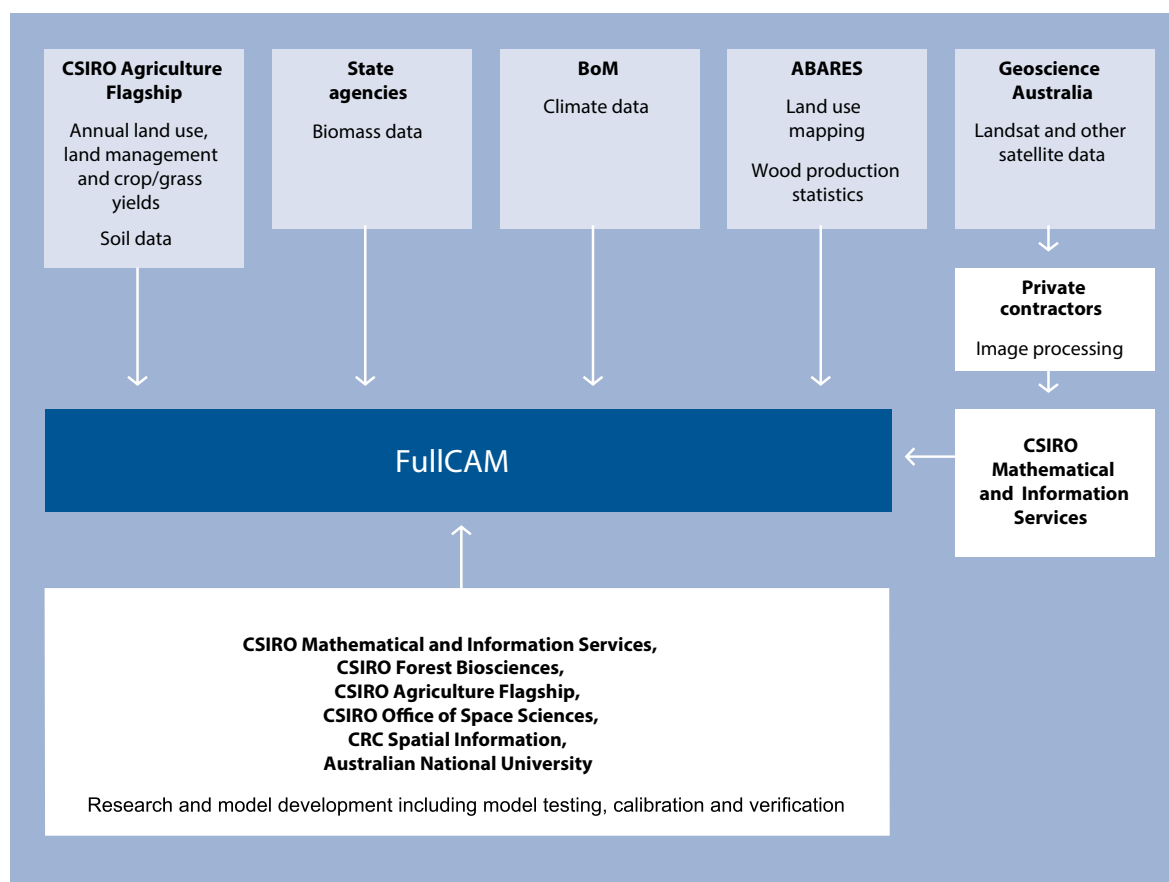 CSIRO Agriculture
Flagship
Annual land use,
land management
and crop/grass
yields
Soil data
State
agencies
Biomass data
BoM
Climate data
ABARES
Land use
mapping
Wood production
statistics
Geoscience
Australia
Landsat and other
satellite data
Private
contractors
Image processing
FullCAM
CSIRO
Mathematical
and Information
Services
CSIRO Mathematical and Information Services,
CSIRO Forest Biosciences,
CSIRO Agriculture Flagship,
CSIRO Office of Space Sciences,
CRC Spatial Information,
Australian National University
Research and model development including model testing, calibration and verification